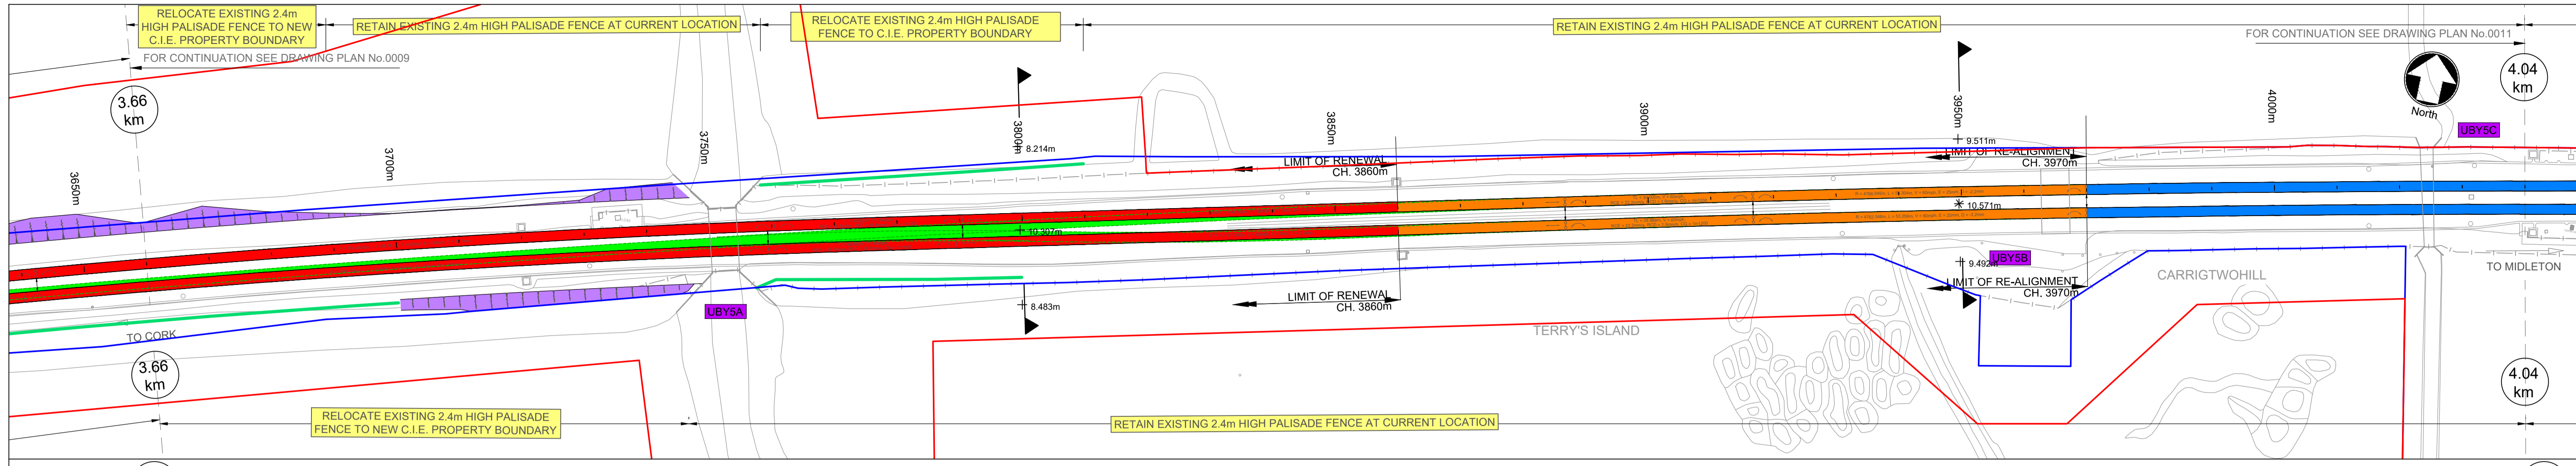 RELOCATE EXISTING 2.4m
HIGH PALISADE FENCE TO NEW
C.I.E. PROPERTY BOUNDARY
RETAIN EXISTING 2.4m HIGH PALISADE FENCE AT CURRENT LOCATION
RELOCATE EXISTING 2.4m HIGH PALISADE
FENCE TO C.I.E. PROPERTY BOUNDARY
RETAIN EXISTING 2.4m HIGH PALISADE FENCE AT CURRENT LOCATION
FOR CONTINUATION SEE DRAWING PLAN No.0009
FOR CONTINUATION SEE DRAWING PLAN No.0011
3.66
km
4.04
km
North
3650m
3700m
3750m
3800m
3850m
3900m
3950m
4000m
UBY5C
8.214m
9.511m
LIMIT OF RENEWAL
CH. 3860m
LIMIT OF RE-ALIGNMENT
CH. 3970m
10.307m
10.571m
9.492m
8.483m
UBY5B
UBY5A
LIMIT OF RENEWAL
CH. 3860m
LIMIT OF RE-ALIGNMENT
CH. 3970m
CARRIGTWOHILL
TO MIDLETON
TERRY'S ISLAND
TO CORK
3.66
km
4.04
km
RELOCATE EXISTING 2.4m HIGH PALISADE
FENCE TO NEW C.I.E. PROPERTY BOUNDARY
RETAIN EXISTING 2.4m HIGH PALISADE FENCE AT CURRENT LOCATION